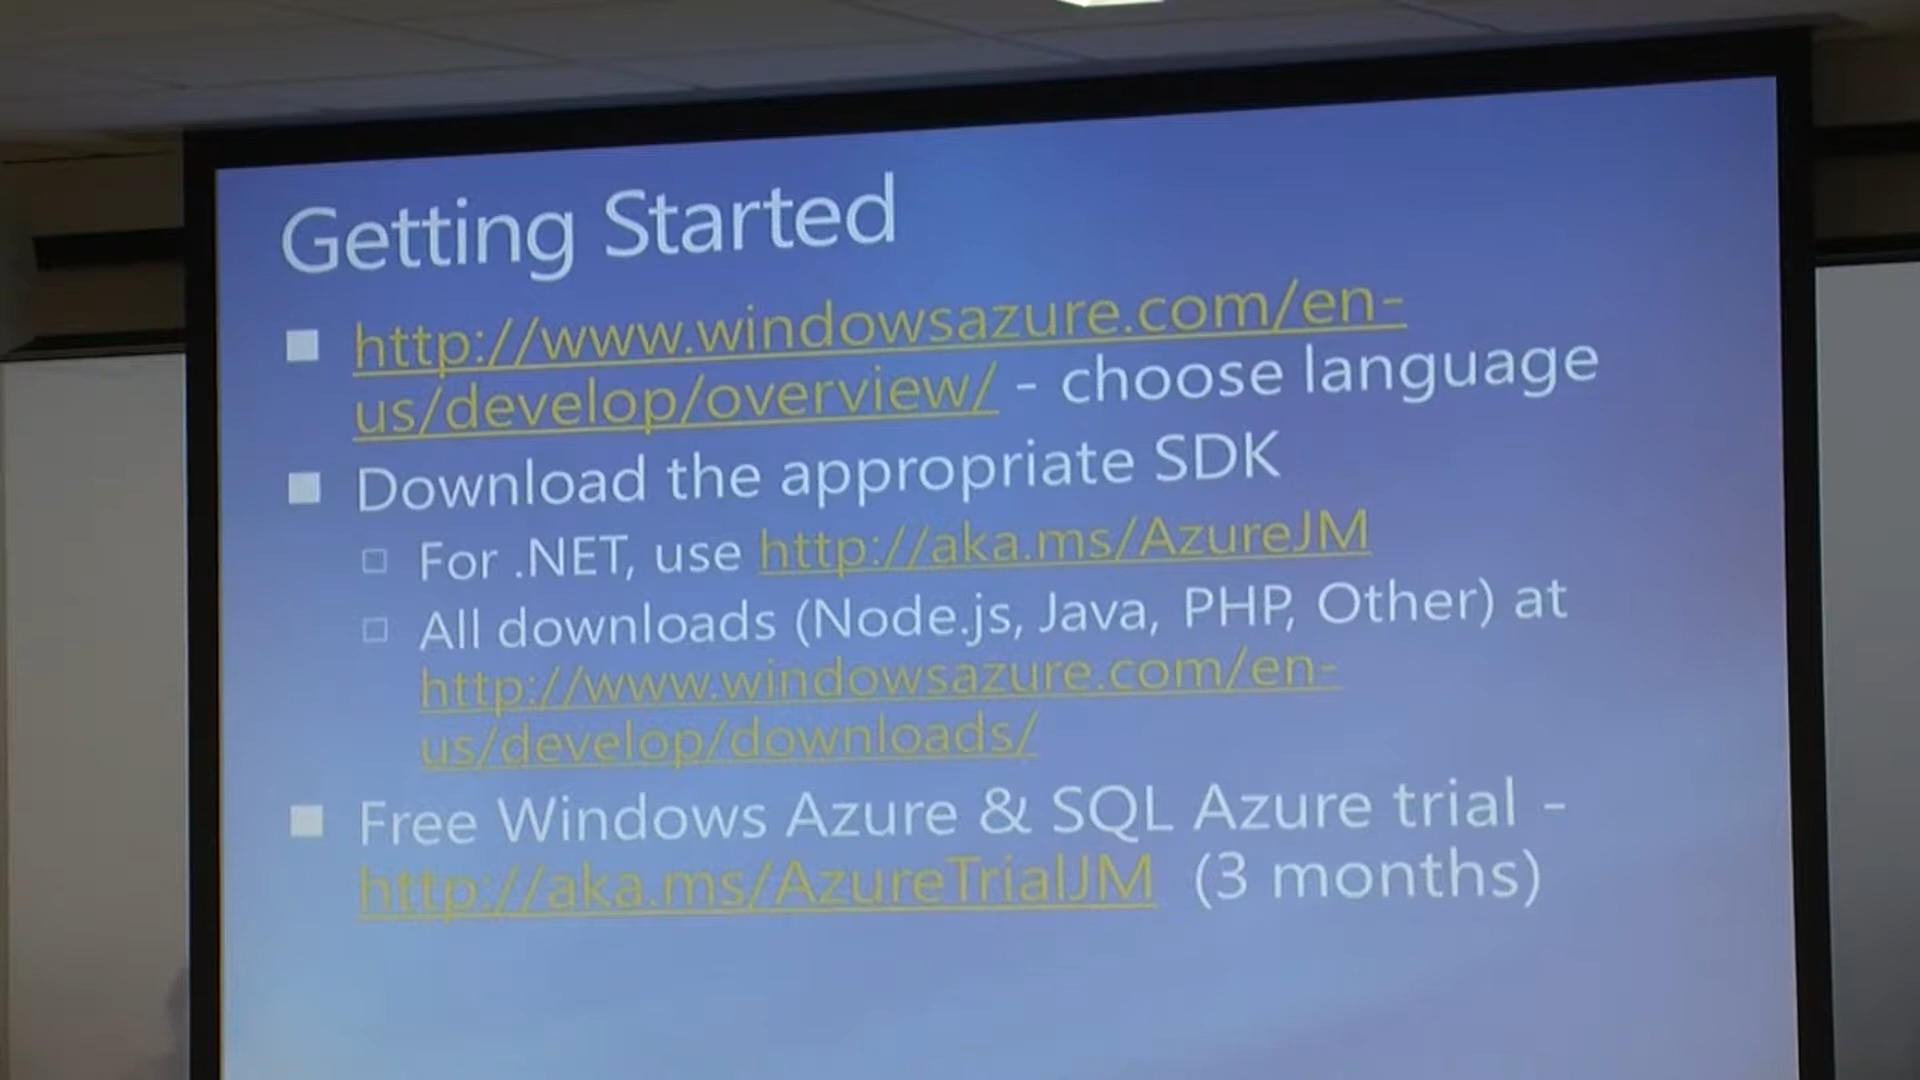 Getting Started
http://www.windowsazure.com/en-
us/develop/overview/ - choose language
Download the appropriate SDK
For .NET, use http://aka.ms/AzureJM
All downloads (Node.js, Java, PHP, Other) at
http://www.windowsazure.com/en-
us/develop/downloads/
Free Windows Azure & SQL Azure trial -
http://aka.ms/AzureTrialJM (3 months)